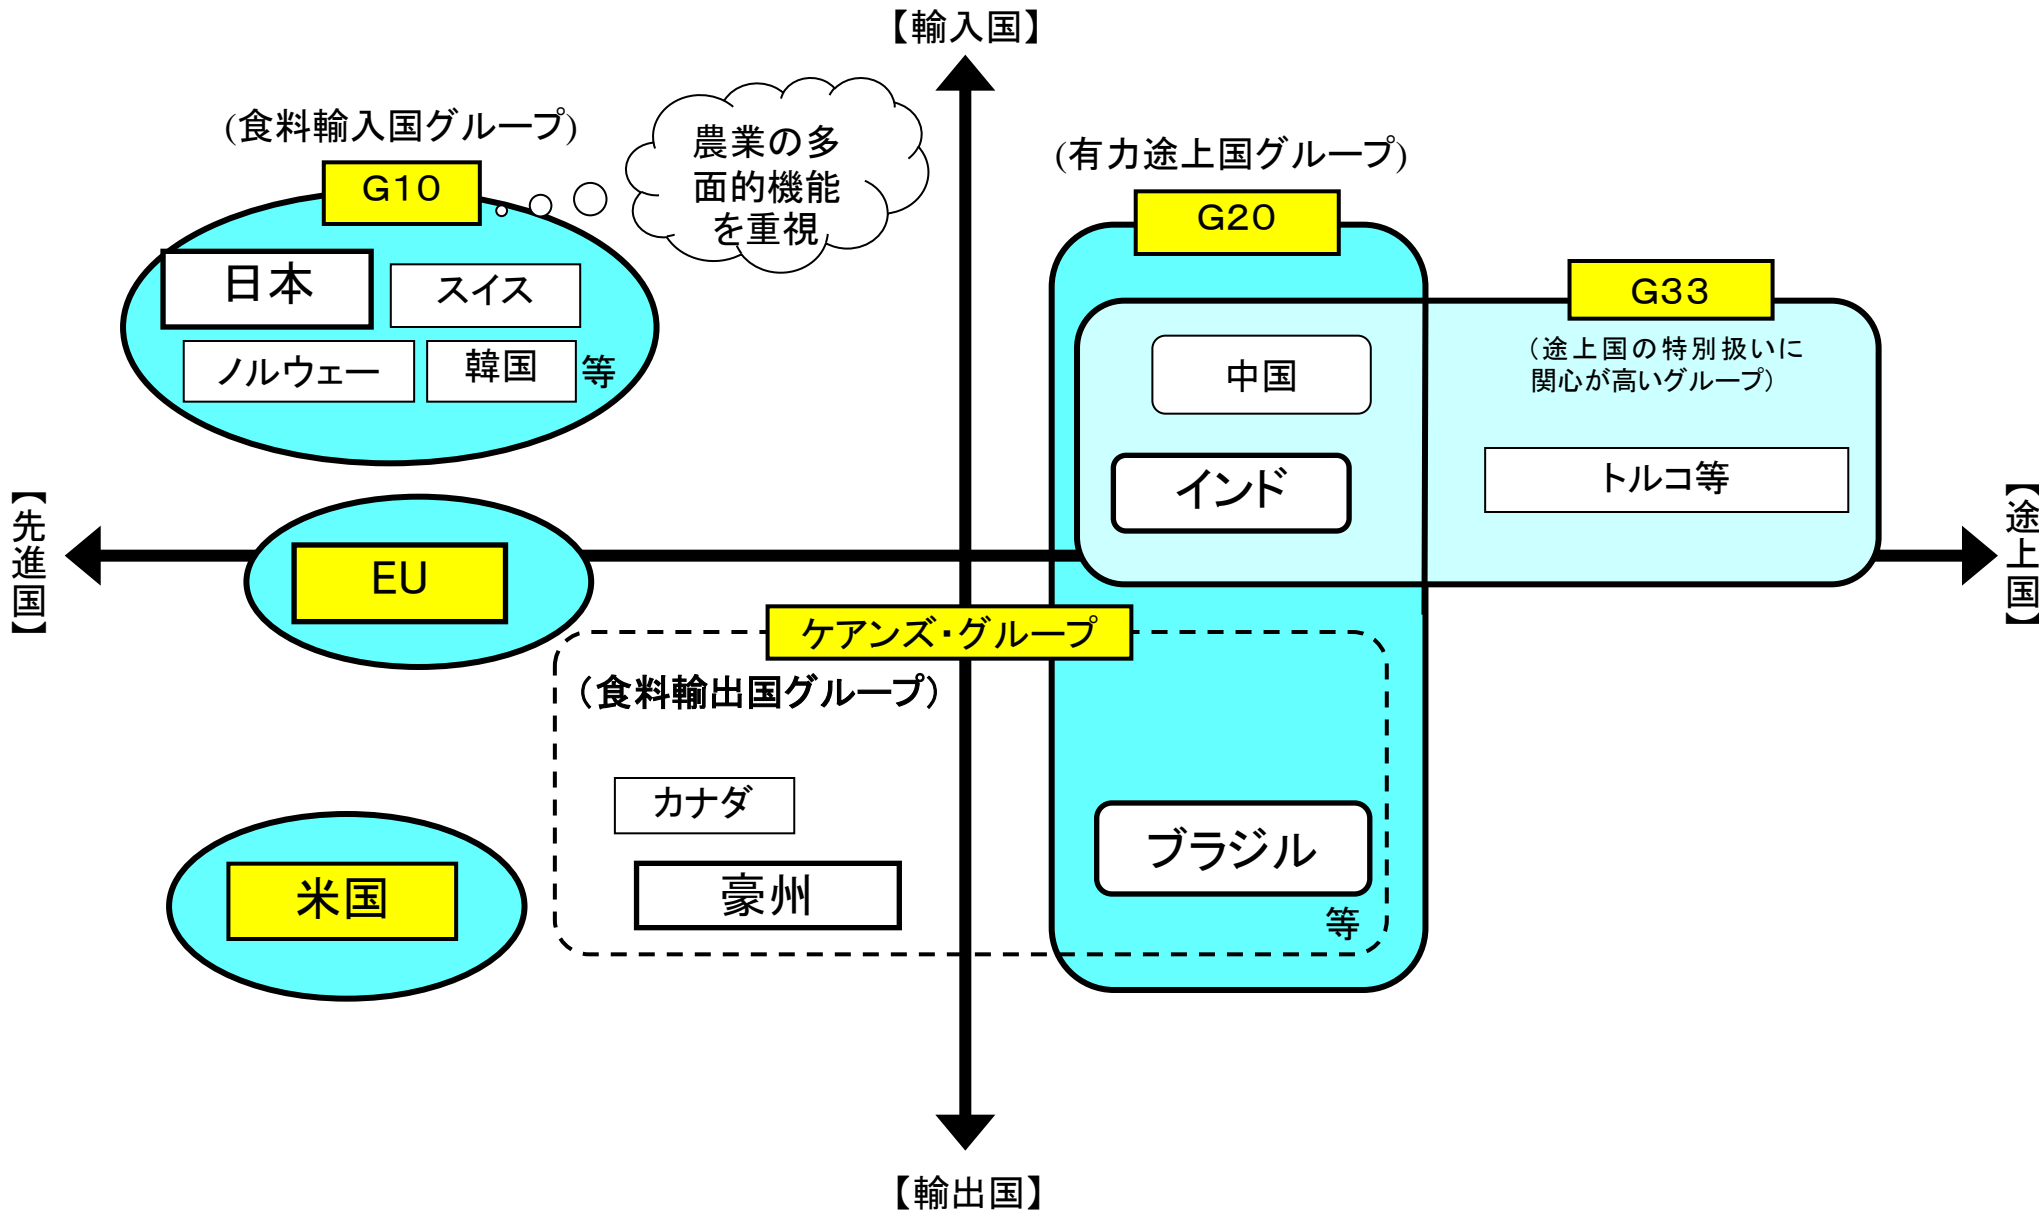 【輸入国】
(食料輸入国グループ)
農業の多
面的機能
を重視
(有力途上国グループ)
G10
G20
日本
スイス
G33
ノルウェー
韓国
等
中国
（途上国の特別扱いに
関心が高いグループ）
インド
トルコ等
【先進国】
【途上国】
EU
ケアンズ・グループ
（食料輸出国グループ）
カナダ
米国
豪州
ブラジル
等
【輸出国】